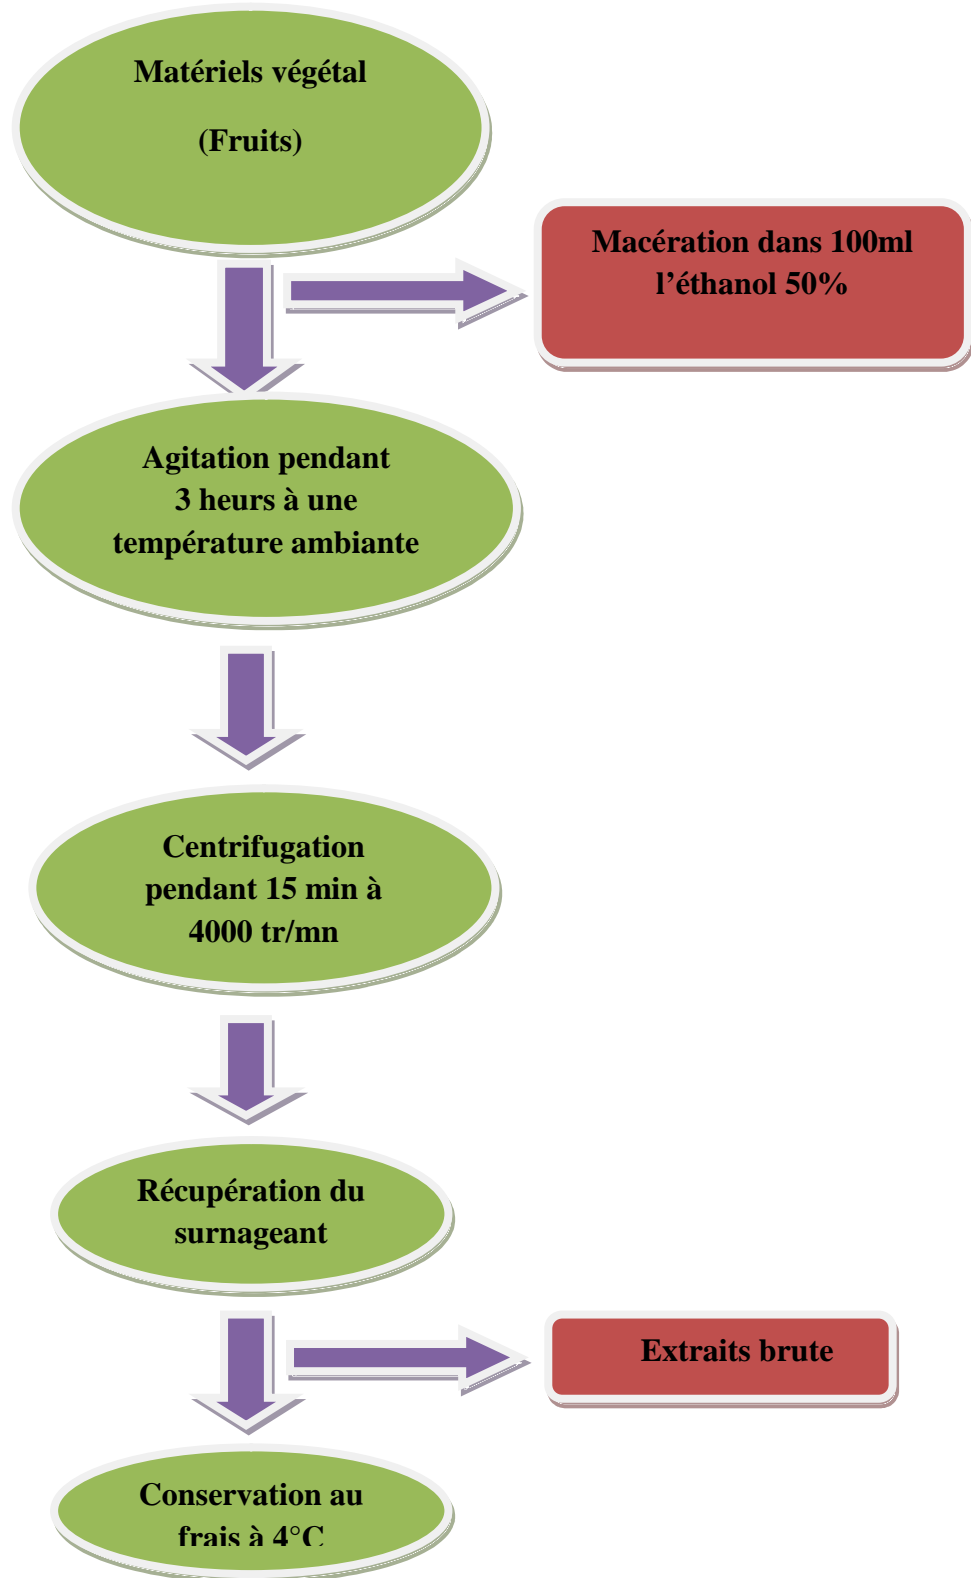 Matériels végétal
(Fruits)
Macération dans 100ml
l’éthanol 50%
Agitation pendant
3 heurs à une
température ambiante
Centrifugation
pendant 15 min à
4000 tr/mn
Récupération du
surnageant
Extraits brute
Conservation au
frais à 4°C